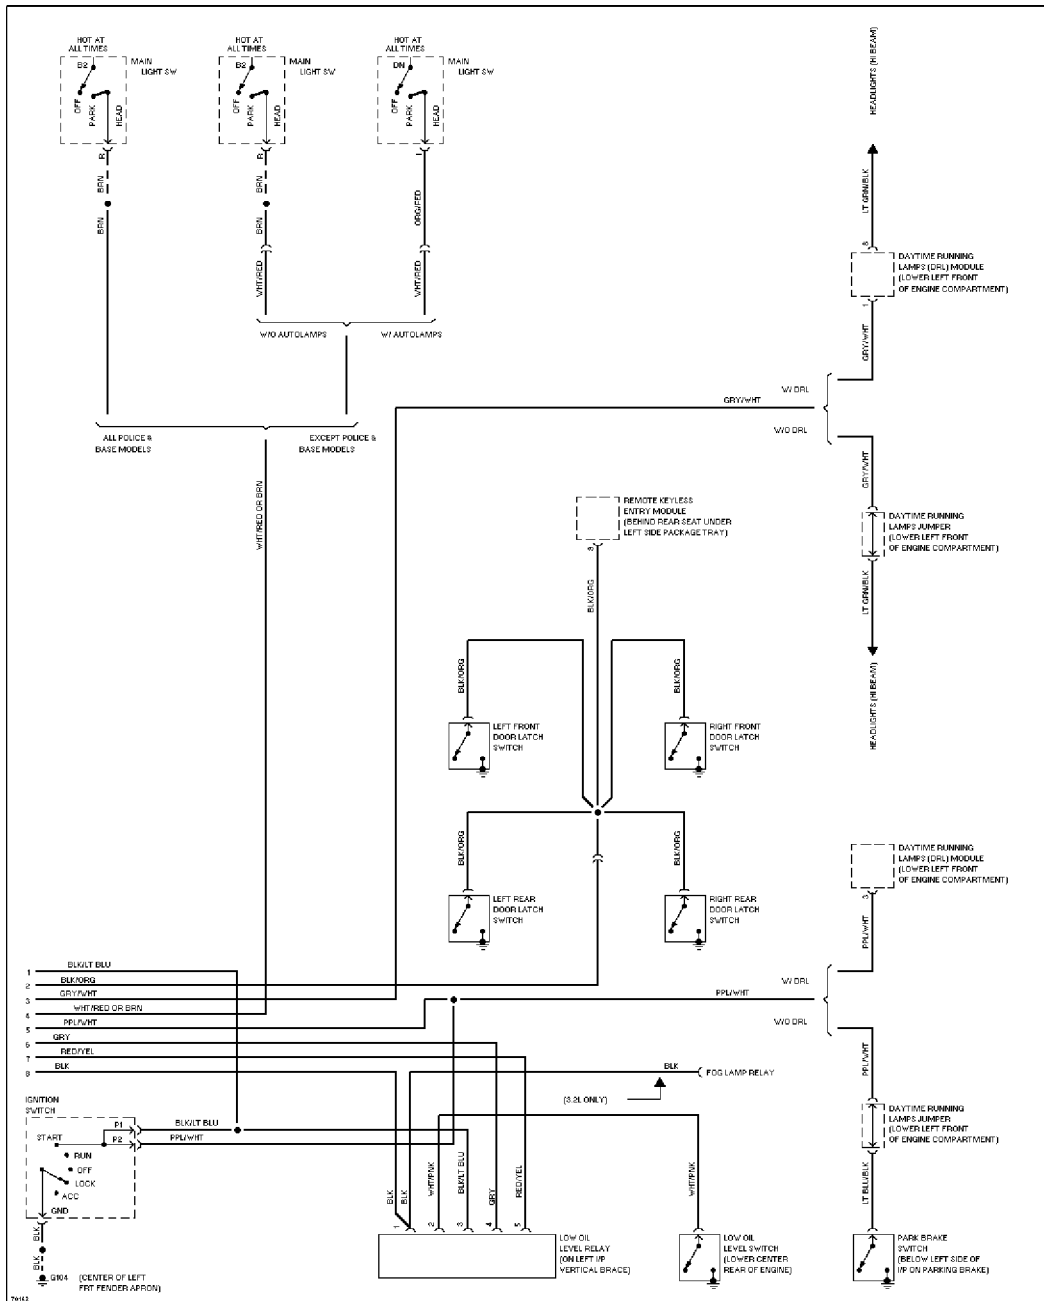 HOT AT
ALL TIMES
HOT AT
ALL TIMES
HOT AT
ALL TIMES
B2
MAIN
LIGHT SW
OFF
PARK
HEAD
B2
MAIN
LIGHT SW
OFF
PARK
HEAD
DN
MAIN
LIGHT SW
OFF
PARK
HEAD
R
R
I
BRN
BRN
BRN
BRN
ORG/RED
WHT/RED
WHT/RED
W/O AUTOLAMPS
W/ AUTOLAMPS
ALL POLICE &
BASE MODELS
EXCEPT POLICE &
BASE MODELS
WHT/RED OR BRN
HEADLIGHTS (HI BEAM)
LT GRN/BLK
8
DAYTIME RUNNING
LAMPS (DRL) MODULE
(LOWER LEFT FRONT
OF ENGINE COMPARTMENT)
1
GRY/WHT
W/ DRL
GRY/WHT
W/O DRL
GRY/WHT
DAYTIME RUNNING
LAMPS JUMPER
(LOWER LEFT FRONT
OF ENGINE COMPARTMENT)
LT GRN/BLK
HEADLIGHTS (HI BEAM)
REMOTE KEYLESS
ENTRY MODULE
(BEHIND REAR SEAT UNDER
LEFT SIDE PACKAGE TRAY)
BLK/ORG
BLK/ORG
BLK/ORG
LEFT FRONT
DOOR LATCH
SWITCH
RIGHT FRONT
DOOR LATCH
SWITCH
BLK/ORG
BLK/ORG
LEFT REAR
DOOR LATCH
SWITCH
RIGHT REAR
DOOR LATCH
SWITCH
DAYTIME RUNNING
LAMPS (DRL) MODULE
(LOWER LEFT FRONT
OF ENGINE COMPARTMENT)
3
PPL/WHT
W/ DRL
PPL/WHT
W/O DRL
PPL/WHT
DAYTIME RUNNING
LAMPS JUMPER
(LOWER LEFT FRONT
OF ENGINE COMPARTMENT)
LT BLU/BLK
PARK BRAKE
SWITCH
(BELOW LEFT SIDE OF
I/P ON PARKING BRAKE)
1 BLK/LT BLU
2 BLK/ORG
3 GRY/WHT
4 WHT/RED OR BRN
5 PPL/WHT
6 GRY
7 RED/YEL
8 BLK
BLK
FOG LAMP RELAY
(3.2L ONLY)
IGNITION
SWITCH
P1
BLK/LT BLU
START
P2
PPL/WHT
RUN
OFF
LOCK
ACC
GND
BLK
BLK
G104
(CENTER OF LEFT
FRT FENDER APRON)
BLK
BLK
WHT/PNK
BLK/LT BLU
GRY
RED/YEL
1
2
3
4
5
LOW OIL
LEVEL RELAY
(ON LEFT I/P
VERTICAL BRACE)
WHT/PNK
LOW OIL
LEVEL SWITCH
(LOWER CENTER
REAR OF ENGINE)